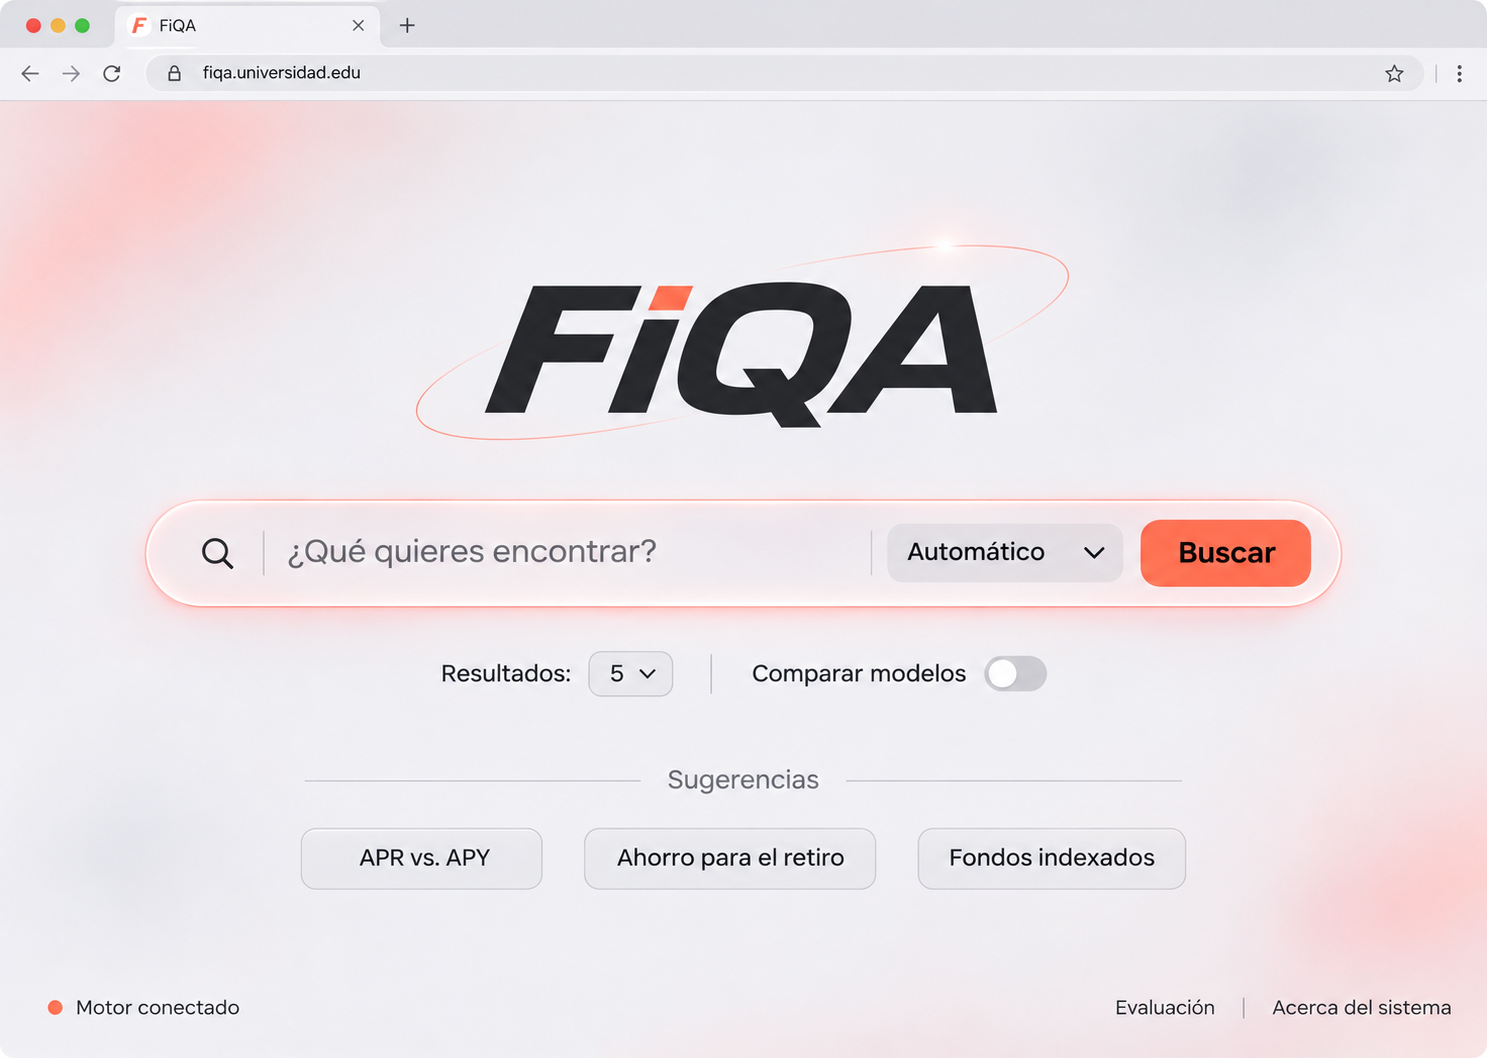 F FiQA
fiqa.universidad.edu
FiQA
¿Qué quieres encontrar? Automático Buscar
Resultados: 5 Comparar modelos
Sugerencias
APR vs. APY Ahorro para el retiro Fondos indexados
Motor conectado Evaluación Acerca del sistema